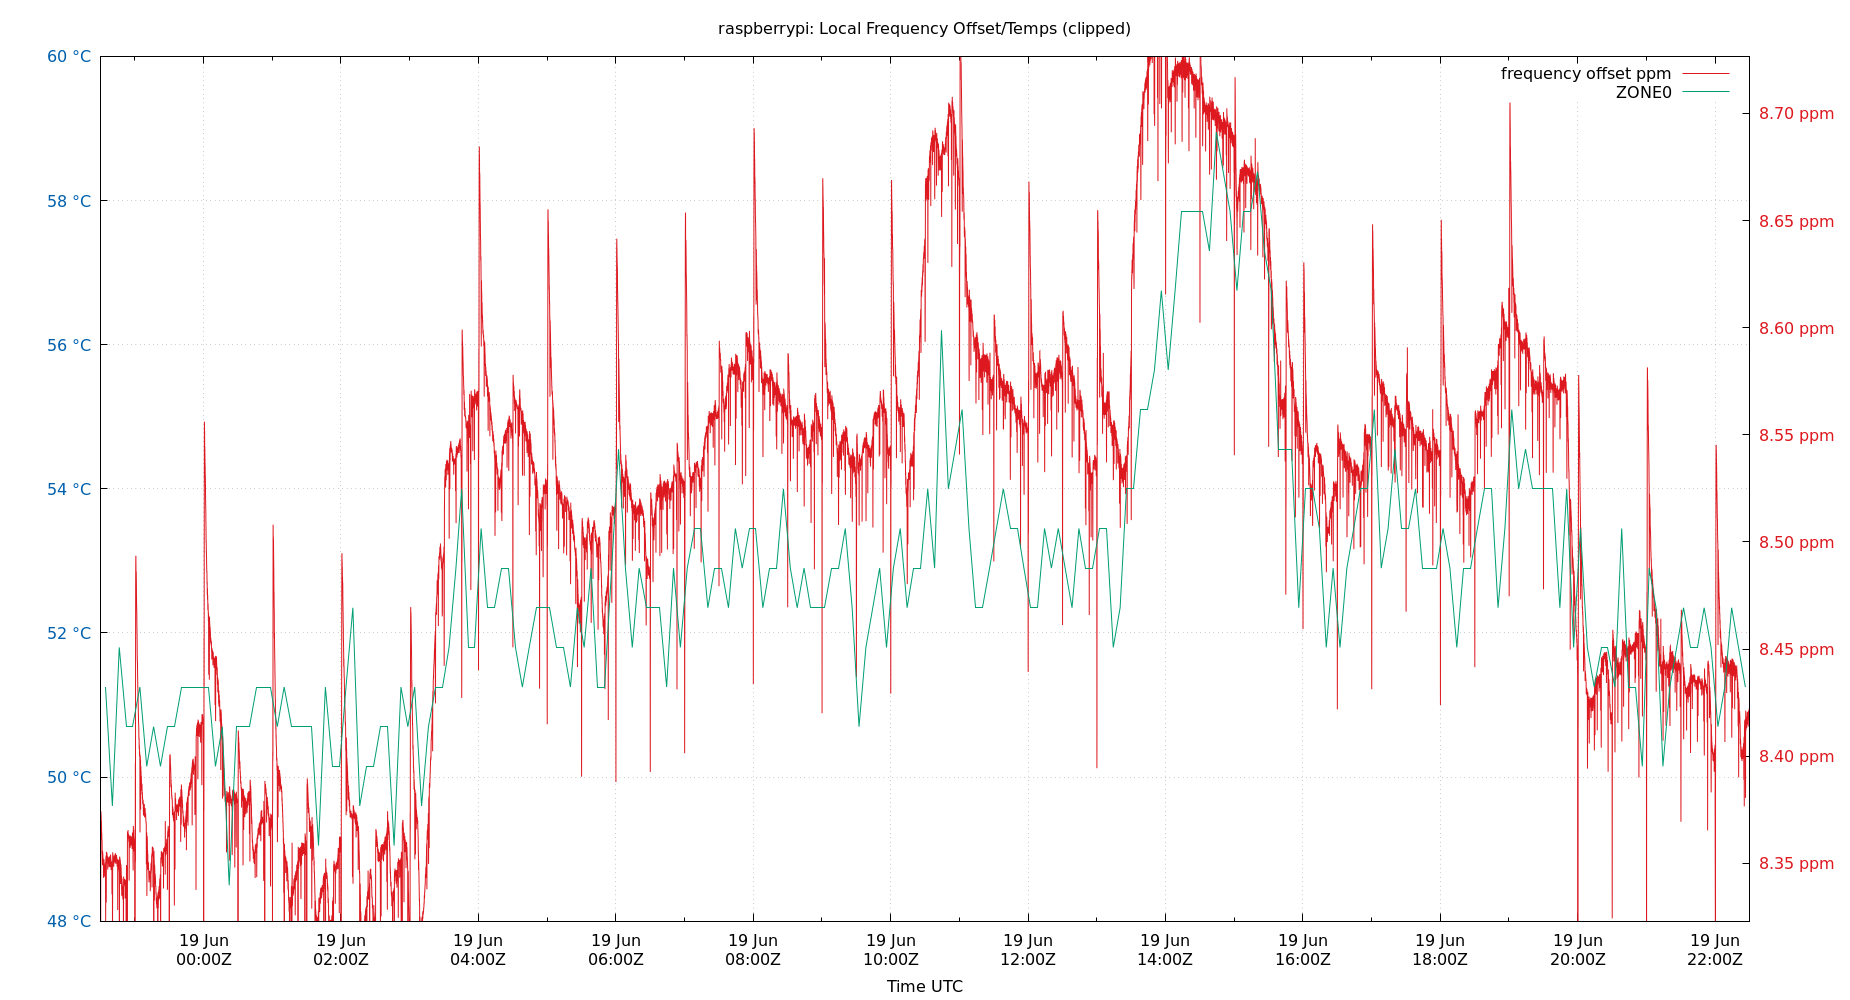 raspberrypi: Local Frequency Offset/Temps (clipped)
60 °C
58 °C
56 °C
54 °C
52 °C
50 °C
48 °C
frequency offset ppm
ZONE0
8.70 ppm
8.65 ppm
8.60 ppm
8.55 ppm
8.50 ppm
8.45 ppm
8.40 ppm
8.35 ppm
19 Jun
00:00Z
19 Jun
02:00Z
19 Jun
04:00Z
19 Jun
06:00Z
19 Jun
08:00Z
19 Jun
10:00Z
19 Jun
12:00Z
19 Jun
14:00Z
19 Jun
16:00Z
19 Jun
18:00Z
19 Jun
20:00Z
19 Jun
22:00Z
Time UTC